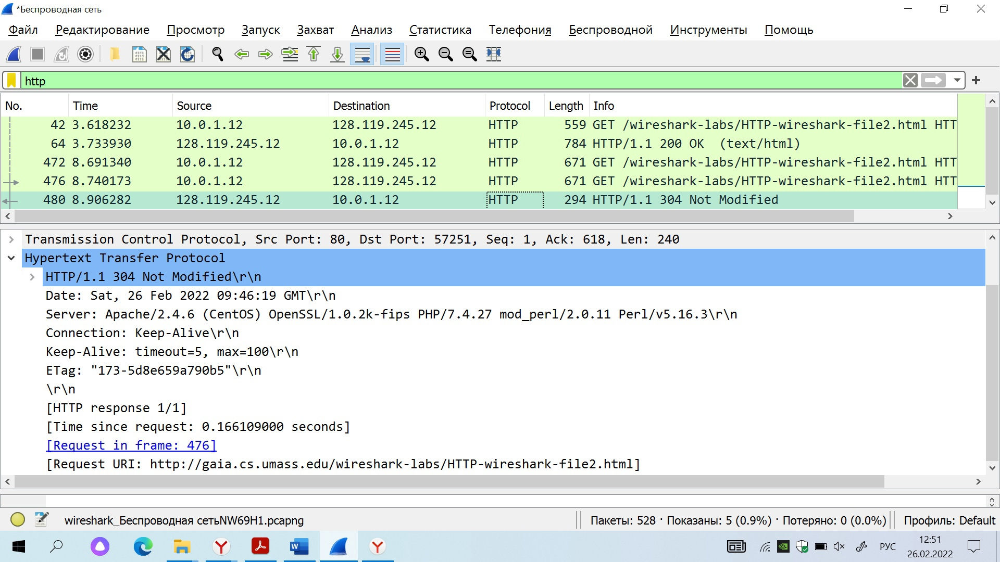 *Беспроводная сеть
Файл Редактирование Просмотр Запуск Захват Анализ Статистика Телефония Беспроводной Инструменты Помощь
http
No. Time Source Destination Protocol Length Info
42 3.618232 10.0.1.12 128.119.245.12 HTTP 559 GET /wireshark-labs/HTTP-wireshark-file2.html HTT
64 3.733930 128.119.245.12 10.0.1.12 HTTP 784 HTTP/1.1 200 OK (text/html)
472 8.691340 10.0.1.12 128.119.245.12 HTTP 671 GET /wireshark-labs/HTTP-wireshark-file2.html HTT
476 8.740173 10.0.1.12 128.119.245.12 HTTP 671 GET /wireshark-labs/HTTP-wireshark-file2.html HTT
480 8.906282 128.119.245.12 10.0.1.12 HTTP 294 HTTP/1.1 304 Not Modified
Transmission Control Protocol, Src Port: 80, Dst Port: 57251, Seq: 1, Ack: 618, Len: 240
Hypertext Transfer Protocol
HTTP/1.1 304 Not Modified\r\n
Date: Sat, 26 Feb 2022 09:46:19 GMT\r\n
Server: Apache/2.4.6 (CentOS) OpenSSL/1.0.2k-fips PHP/7.4.27 mod_perl/2.0.11 Perl/v5.16.3\r\n
Connection: Keep-Alive\r\n
Keep-Alive: timeout=5, max=100\r\n
ETag: "173-5d8e659a790b5"\r\n
\r\n
[HTTP response 1/1]
[Time since request: 0.166109000 seconds]
[Request in frame: 476]
[Request URI: http://gaia.cs.umass.edu/wireshark-labs/HTTP-wireshark-file2.html]
wireshark_Беспроводная сетьNW69H1.pcapng Пакеты: 528 · Показаны: 5 (0.9%) · Потеряно: 0 (0.0%) Профиль: Default
РУС 12:51
26.02.2022